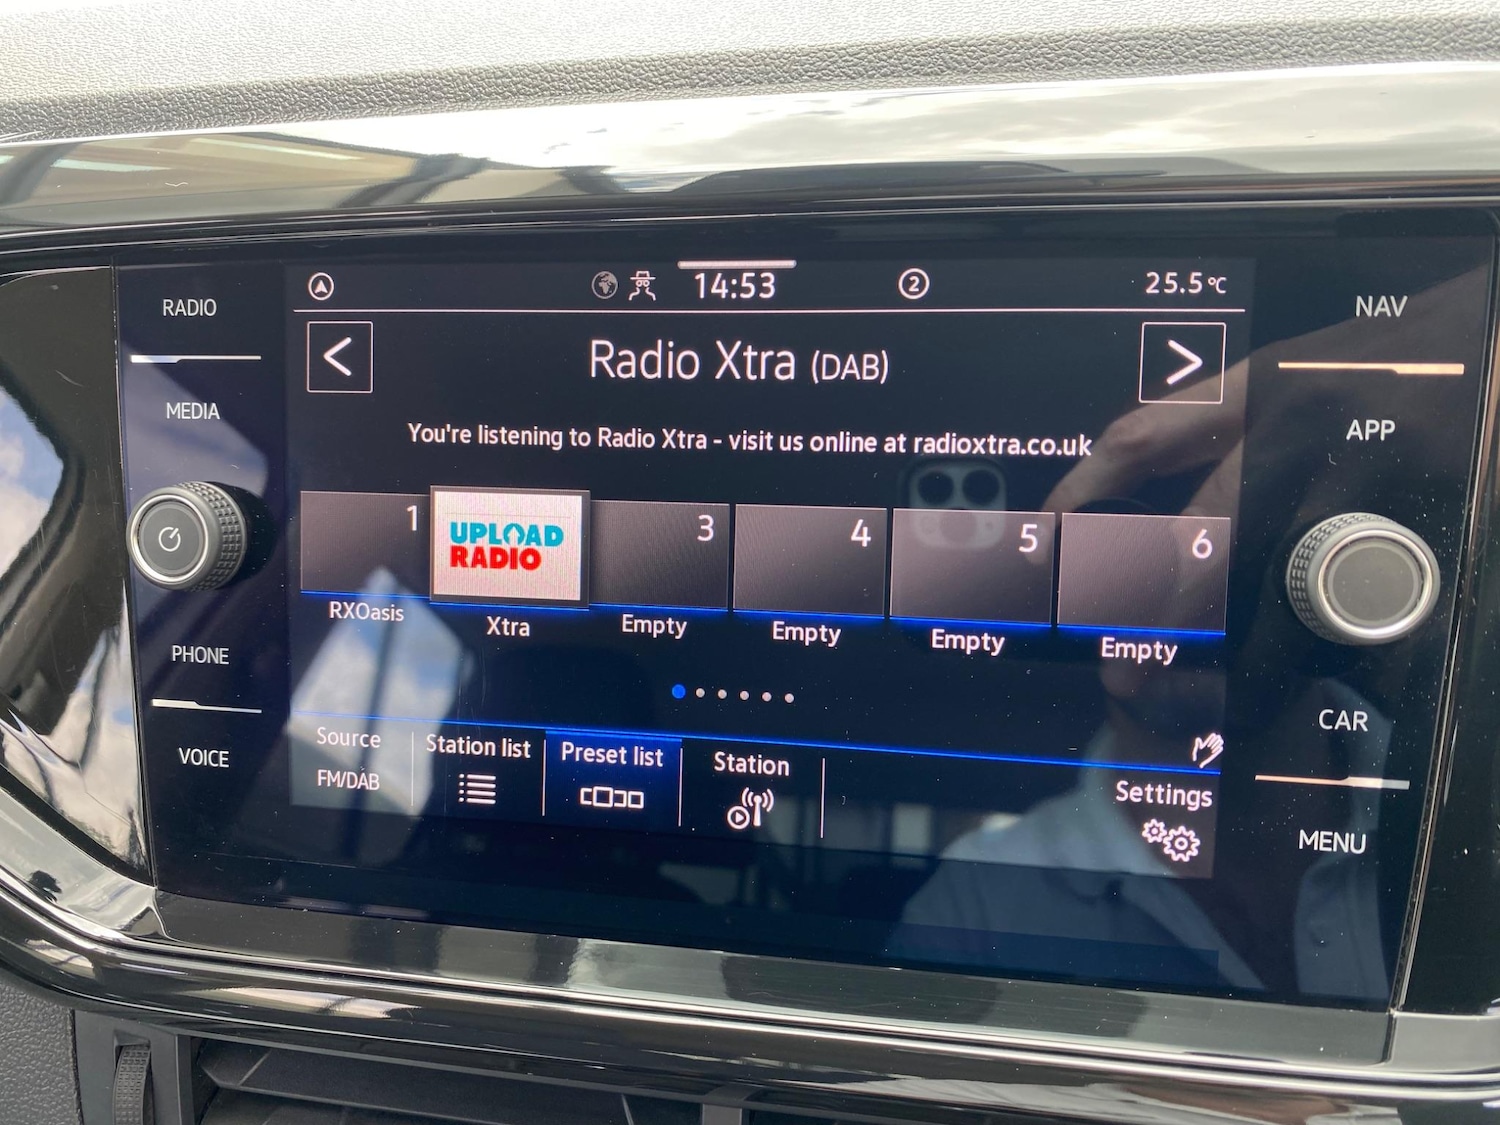 RADIO
MEDIA
PHONE
VOICE
14:53
2
25.5°C
< Radio Xtra (DAB) >
You're listening to Radio Xtra - visit us online at radioxtra.co.uk
1
UPLOAD
RADIO
3
4
5
6
RXOasis
Xtra
Empty
Empty
Empty
Empty
Source
FM/DAB
Station list
Preset list
Station
Settings
NAV
APP
CAR
MENU